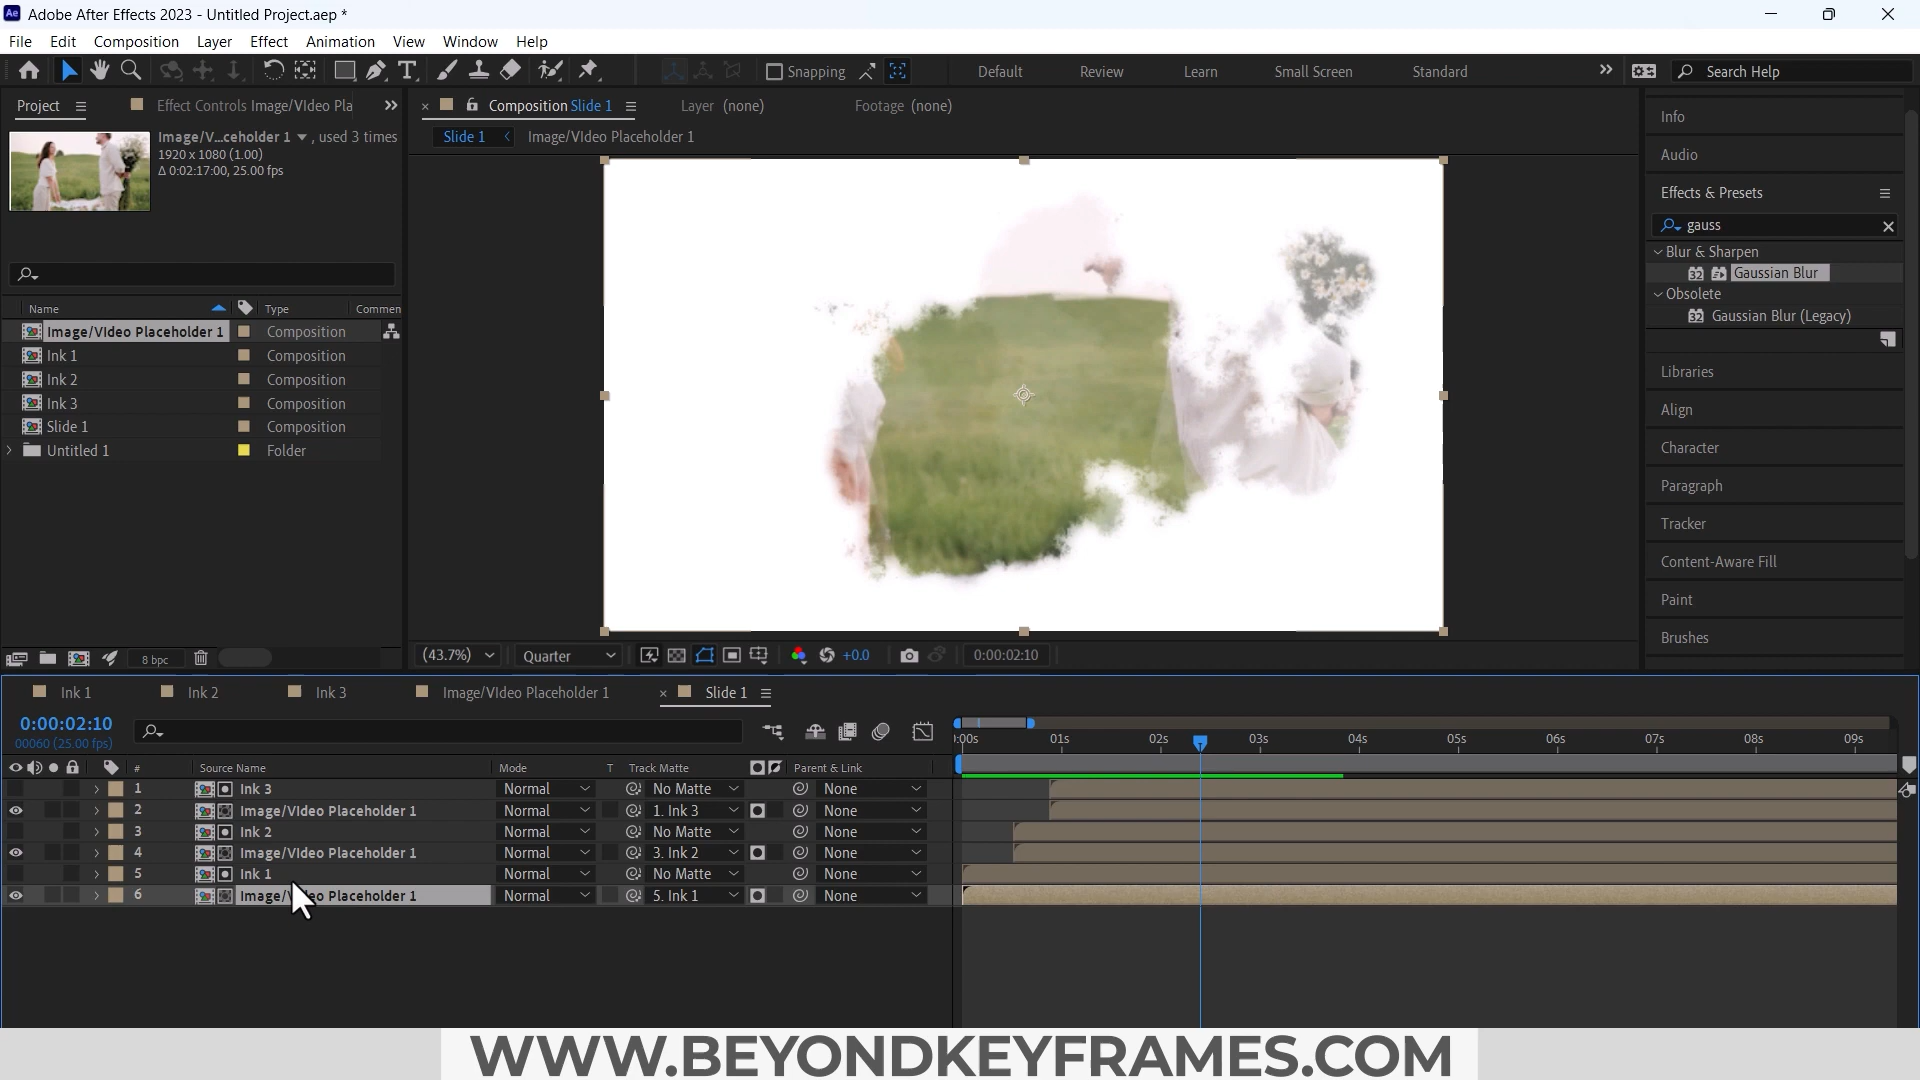 Ae Adobe After Effects 2023 - Untitled Project.aep *
File Edit Composition Layer Effect Animation View Window Help
Snapping Default Review Learn Small Screen Standard Search Help
Project Effect Controls Image/VIdeo Pla
Composition Slide 1 Layer (none) Footage (none)
Slide 1 Image/VIdeo Placeholder 1
Image/V...ceholder 1 , used 3 times
1920 x 1080 (1.00)
Δ 0:02:17:00, 25.00 fps
Name Type Commen
Image/VIdeo Placeholder 1 Composition
Ink 1 Composition
Ink 2 Composition
Ink 3 Composition
Slide 1 Composition
Untitled 1 Folder
8 bpc
(43.7%) Quarter +0.0 0:00:02:10
Info
Audio
Effects & Presets
gauss
Blur & Sharpen
32 Gaussian Blur
Obsolete
32 Gaussian Blur (Legacy)
Libraries
Align
Character
Paragraph
Tracker
Content-Aware Fill
Paint
Brushes
Ink 1 Ink 2 Ink 3 Image/VIdeo Placeholder 1 Slide 1
0:00:02:10
00060 (25.00 fps)
:00s 01s 02s 03s 04s 05s 06s 07s 08s 09s
# Source Name Mode T Track Matte Parent & Link
1 Ink 3 Normal No Matte None
2 Image/VIdeo Placeholder 1 Normal 1. Ink 3 None
3 Ink 2 Normal No Matte None
4 Image/VIdeo Placeholder 1 Normal 3. Ink 2 None
5 Ink 1 Normal No Matte None
6 Image/VIdeo Placeholder 1 Normal 5. Ink 1 None
WWW.BEYONDKEYFRAMES.COM